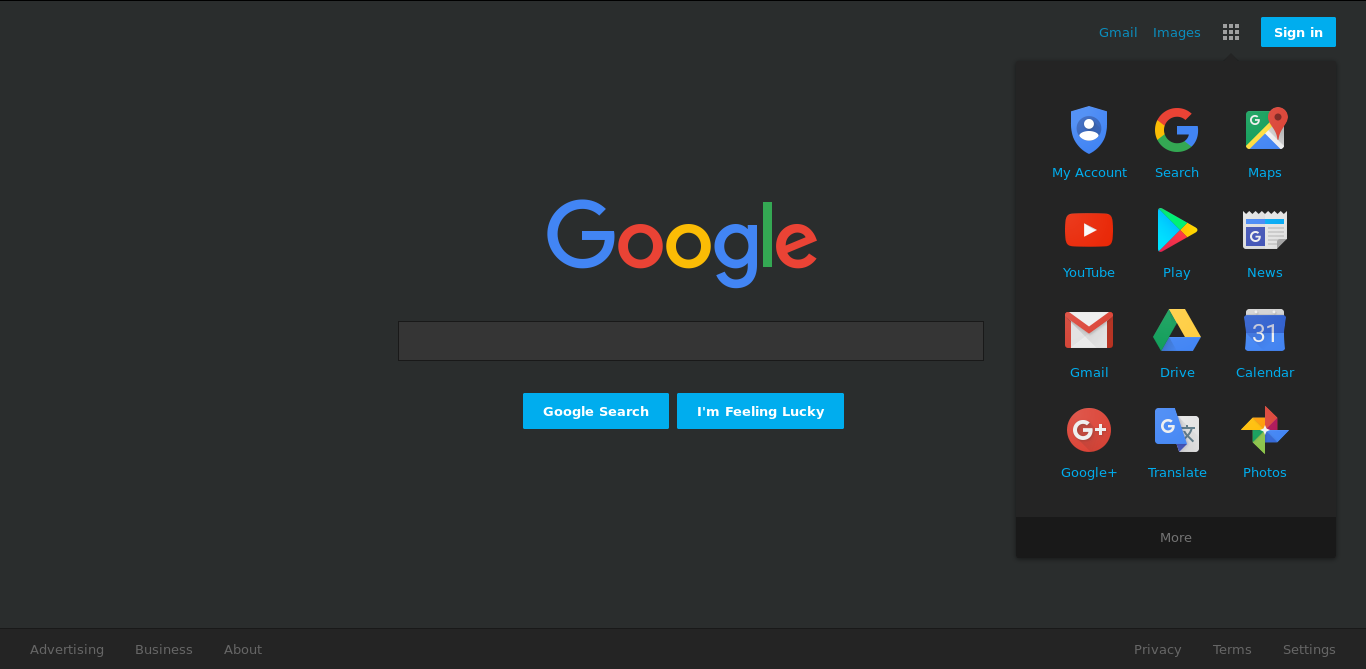 Gmail Images Sign in
My Account Search Maps
YouTube Play News
Gmail Drive 31 Calendar
Google+ Translate Photos
More
Google
Google Search I'm Feeling Lucky
Advertising Business About Privacy Terms Settings